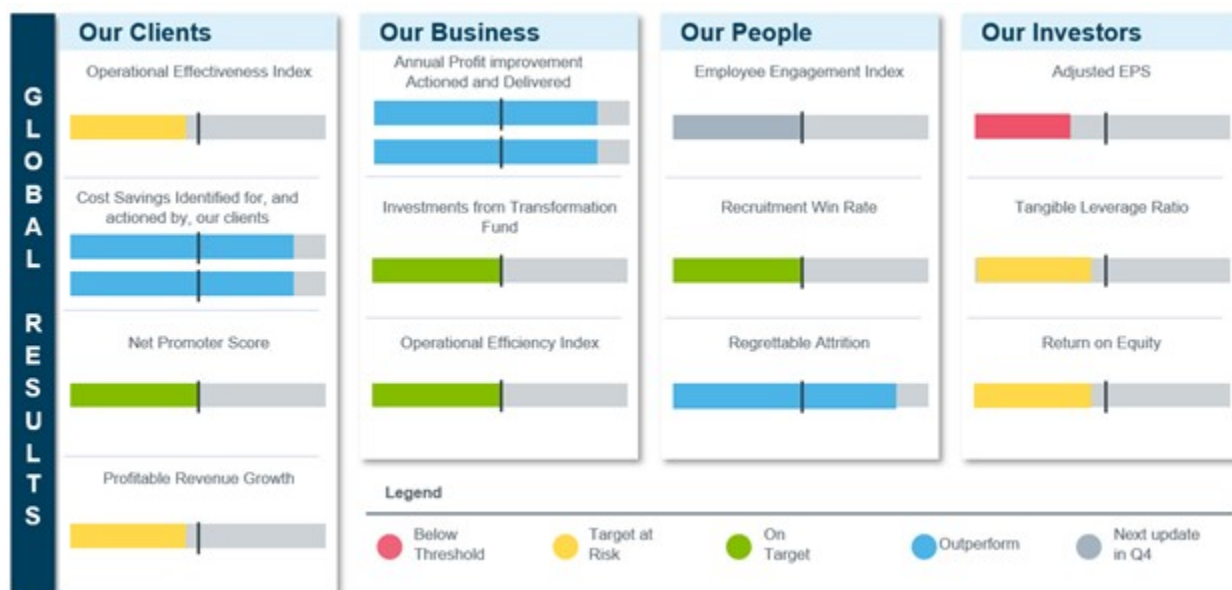 GLOBAL RESULTS
Our Clients
Operational Effectiveness Index
Cost Savings Identified for, and
actioned by, our clients
Net Promoter Score
Profitable Revenue Growth
Our Business
Annual Profit improvement
Actioned and Delivered
Investments from Transformation
Fund
Operational Efficiency Index
Our People
Employee Engagement Index
Recruitment Win Rate
Regrettable Attrition
Our Investors
Adjusted EPS
Tangible Leverage Ratio
Return on Equity
Legend
Below
Threshold
Target at
Risk
On
Target
Outperform
Next update
in Q4